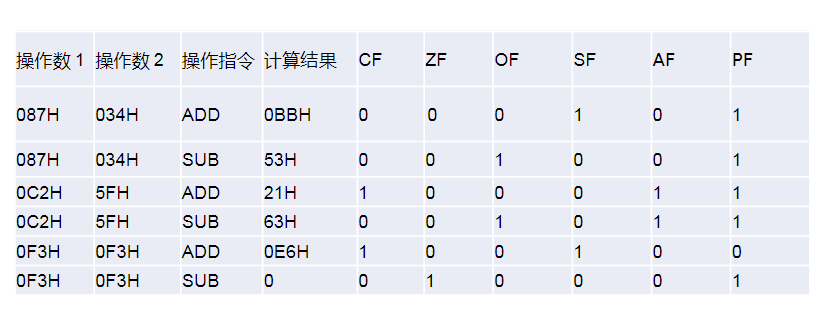 操作数1 操作数2 操作指令 计算结果 CF ZF OF SF AF PF
087H 034H ADD 0BBH 0 0 0 1 0 1
087H 034H SUB 53H 0 0 1 0 0 1
0C2H 5FH ADD 21H 1 0 0 0 1 1
0C2H 5FH SUB 63H 0 0 1 0 1 1
0F3H 0F3H ADD 0E6H 1 0 0 1 0 0
0F3H 0F3H SUB 0 0 1 0 0 0 1